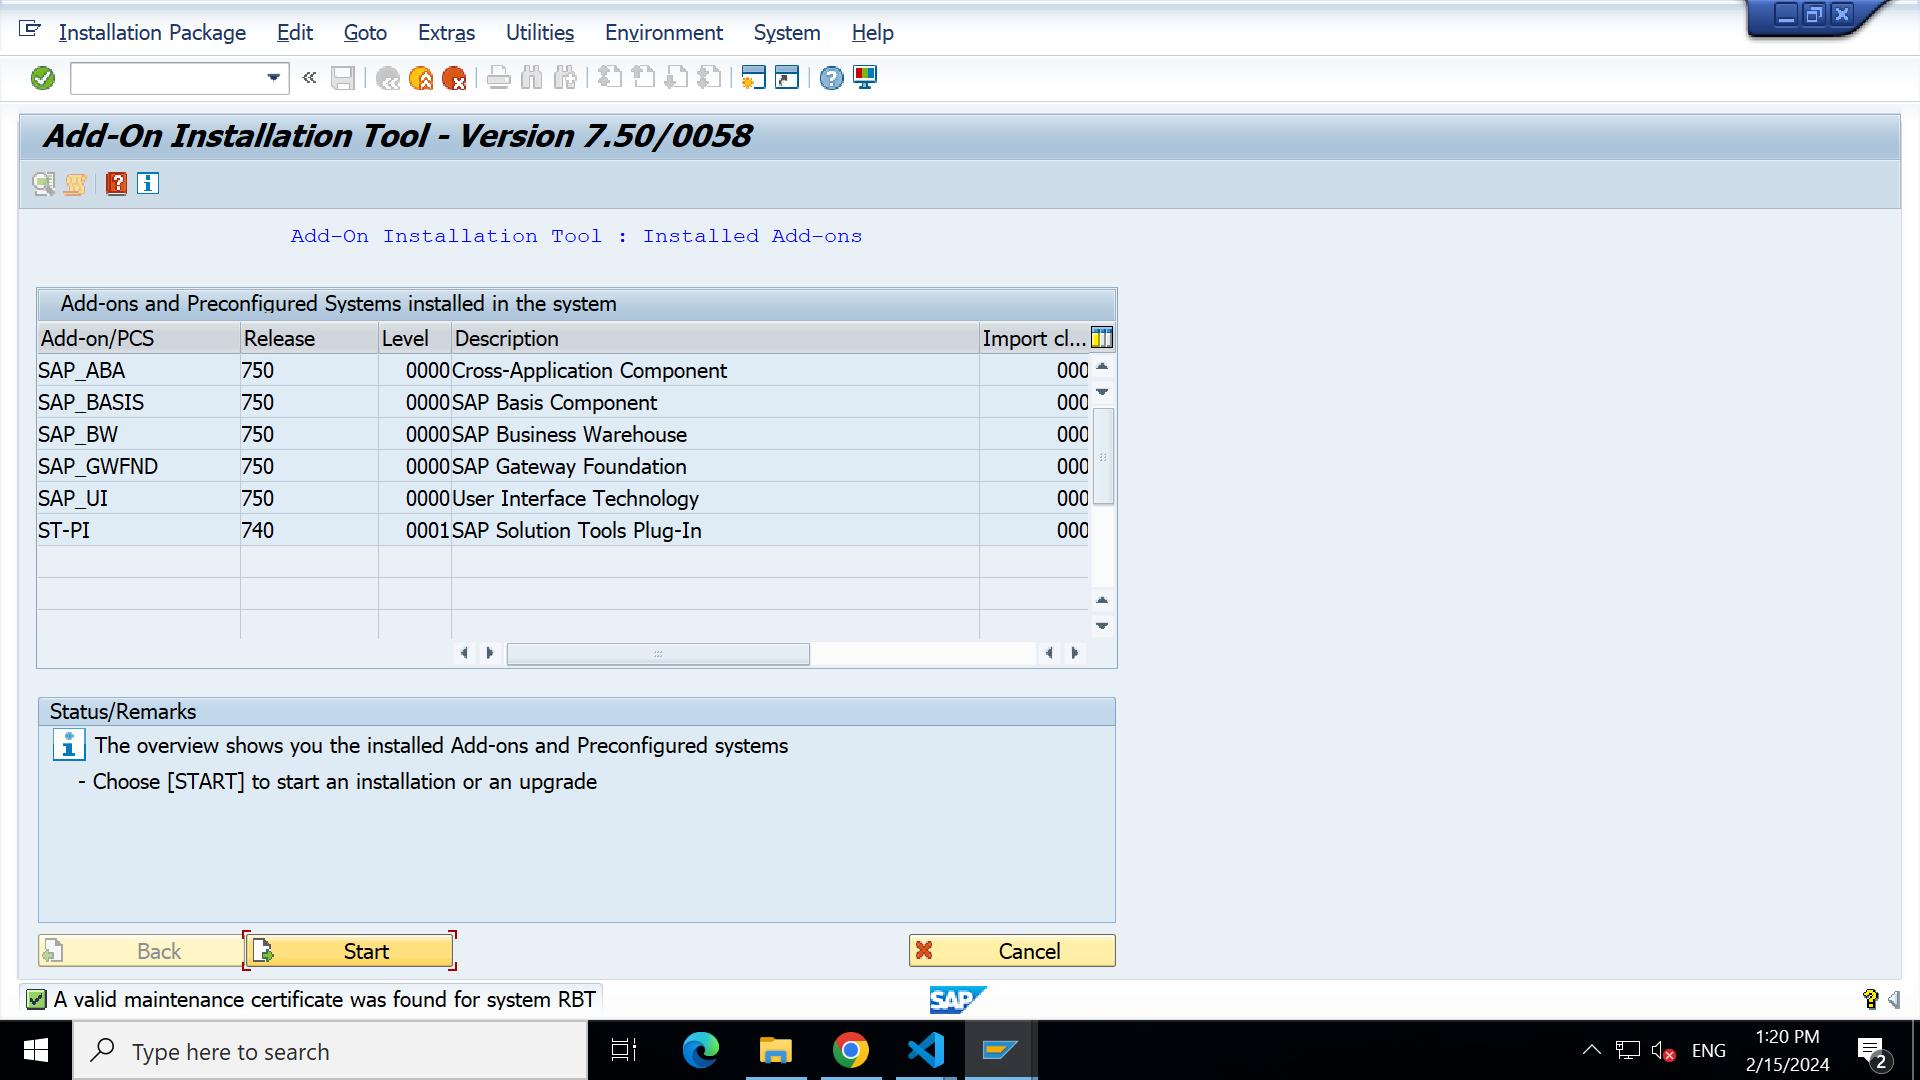 Installation Package Edit Goto Extras Utilities Environment System Help
Add-On Installation Tool - Version 7.50/0058
Add-On Installation Tool : Installed Add-ons
Add-ons and Preconfigured Systems installed in the system
Add-on/PCS Release Level Description Import cl...
SAP_ABA 750 0000 Cross-Application Component 000
SAP_BASIS 750 0000 SAP Basis Component 000
SAP_BW 750 0000 SAP Business Warehouse 000
SAP_GWFND 750 0000 SAP Gateway Foundation 000
SAP_UI 750 0000 User Interface Technology 000
ST-PI 740 0001 SAP Solution Tools Plug-In 000
Status/Remarks
The overview shows you the installed Add-ons and Preconfigured systems
- Choose [START] to start an installation or an upgrade
Back Start Cancel
A valid maintenance certificate was found for system RBT
SAP
Type here to search
ENG
1:20 PM
2/15/2024
2